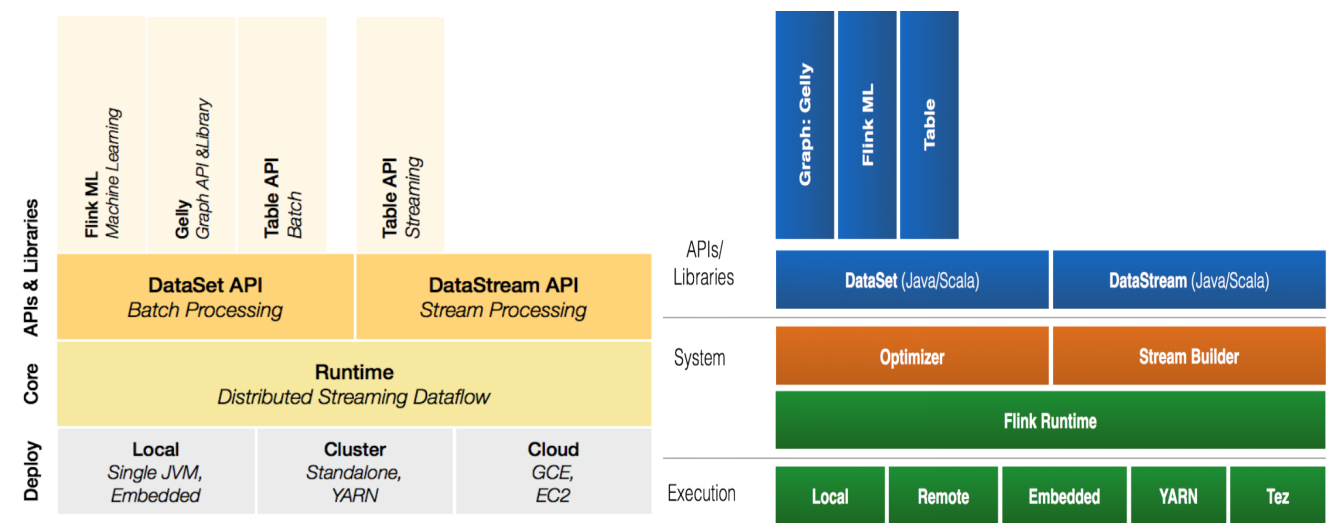 APIs & Libraries
Flink ML
Machine Learning
Gelly
Graph API &Library
Table API
Batch
Table API
Streaming
DataSet API
Batch Processing
DataStream API
Stream Processing
Core
Runtime
Distributed Streaming Dataflow
Deploy
Local
Single JVM,
Embedded
Cluster
Standalone,
YARN
Cloud
GCE,
EC2
Graph: Gelly
Flink ML
Table
APIs/
Libraries
DataSet (Java/Scala)
DataStream (Java/Scala)
System
Optimizer
Stream Builder
Flink Runtime
Execution
Local
Remote
Embedded
YARN
Tez